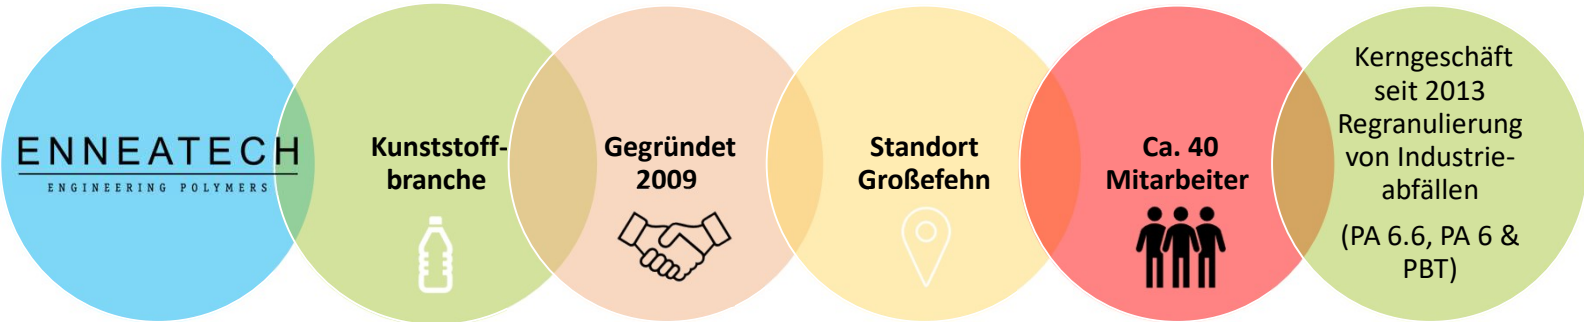 ENNEATECH
ENGINEERING POLYMERS
Kunststoff-
branche
Gegründet
2009
Standort
Großefehn
Ca. 40
Mitarbeiter
Kerngeschäft
seit 2013
Regranulierung
von Industrie-
abfällen
(PA 6.6, PA 6 &
PBT)